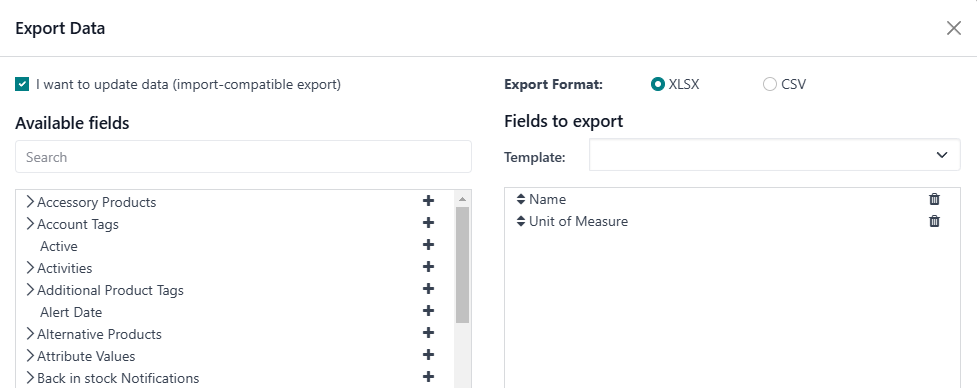 Export Data
I want to update data (import-compatible export)
Export Format:
XLSX
CSV
Available fields
Search
Accessory Products
Account Tags
Active
Activities
Additional Product Tags
Alert Date
Alternative Products
Attribute Values
Back in stock Notifications
Fields to export
Template:
Name
Unit of Measure